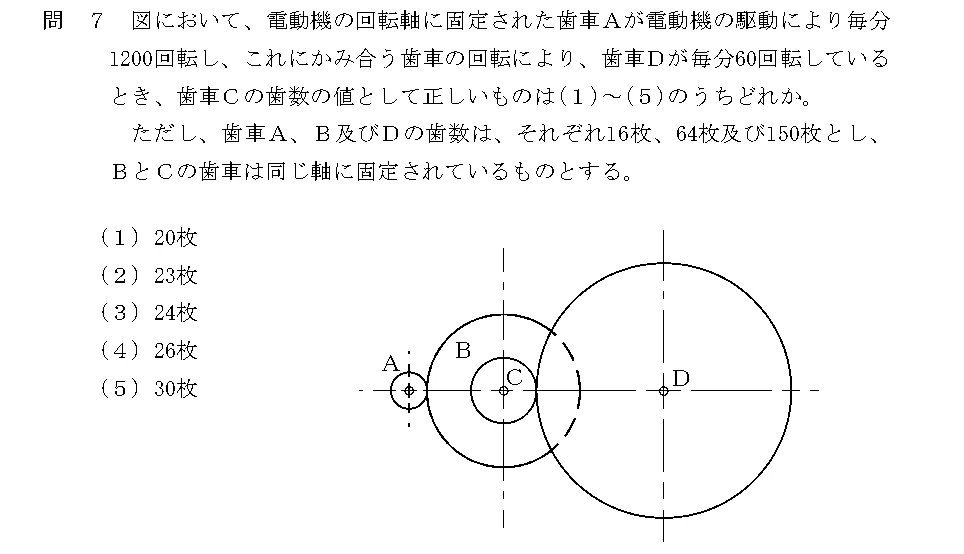 問　７　図において、電動機の回転軸に固定された歯車Ａが電動機の駆動により毎分
1200回転し、これにかみ合う歯車の回転により、歯車Ｄが毎分60回転している
とき、歯車Ｃの歯数の値として正しいものは(１)～(５)のうちどれか。
ただし、歯車Ａ、Ｂ及びＤの歯数は、それぞれ16枚、64枚及び150枚とし、
ＢとＣの歯車は同じ軸に固定されているものとする。
(１) 20枚
(２) 23枚
(３) 24枚
(４) 26枚
(５) 30枚
Ａ
Ｂ
Ｃ
Ｄ